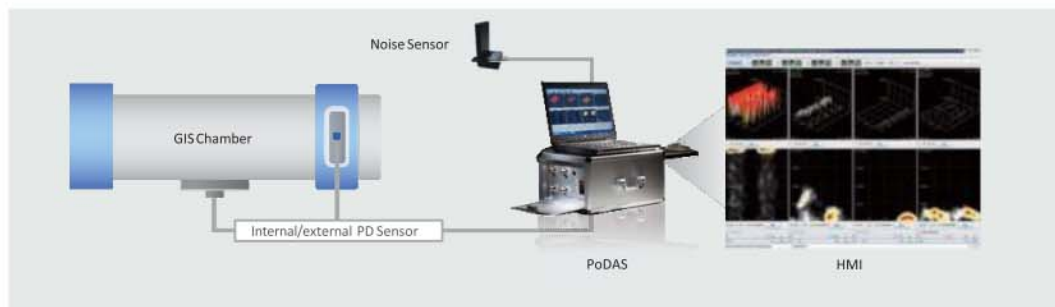 Noise Sensor
GIS Chamber
Internal/external PD Sensor
PoDAS
HMI